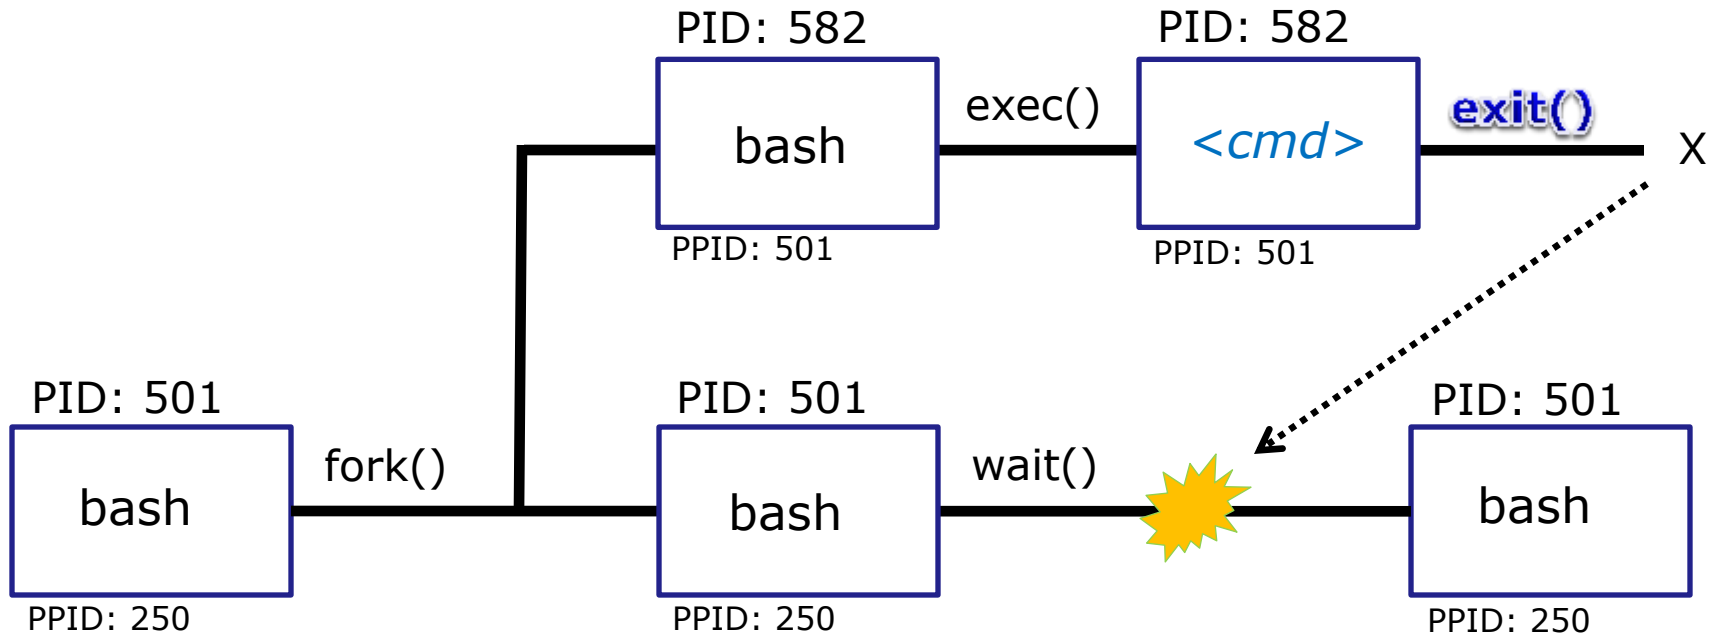 PID: 582
bash
PPID: 501
exec()
PID: 582
<cmd>
PPID: 501
exit()
X
PID: 501
bash
PPID: 250
fork()
PID: 501
bash
PPID: 250
wait()
PID: 501
bash
PPID: 250